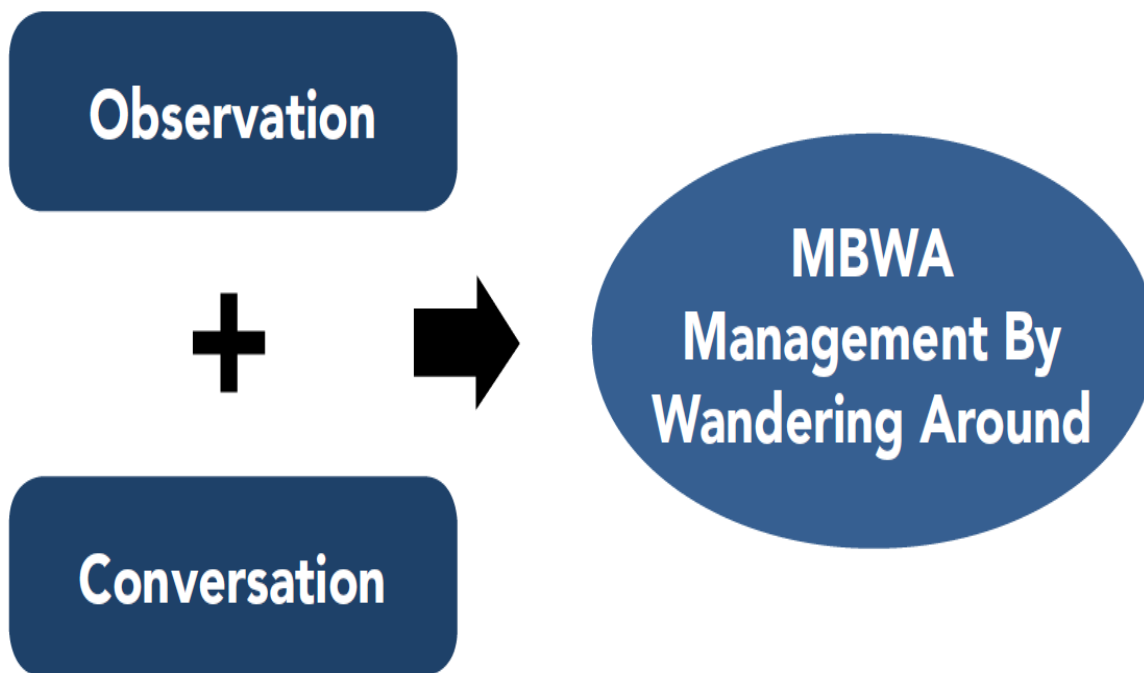 Observation
+
Conversation
MBWA
Management By
Wandering Around